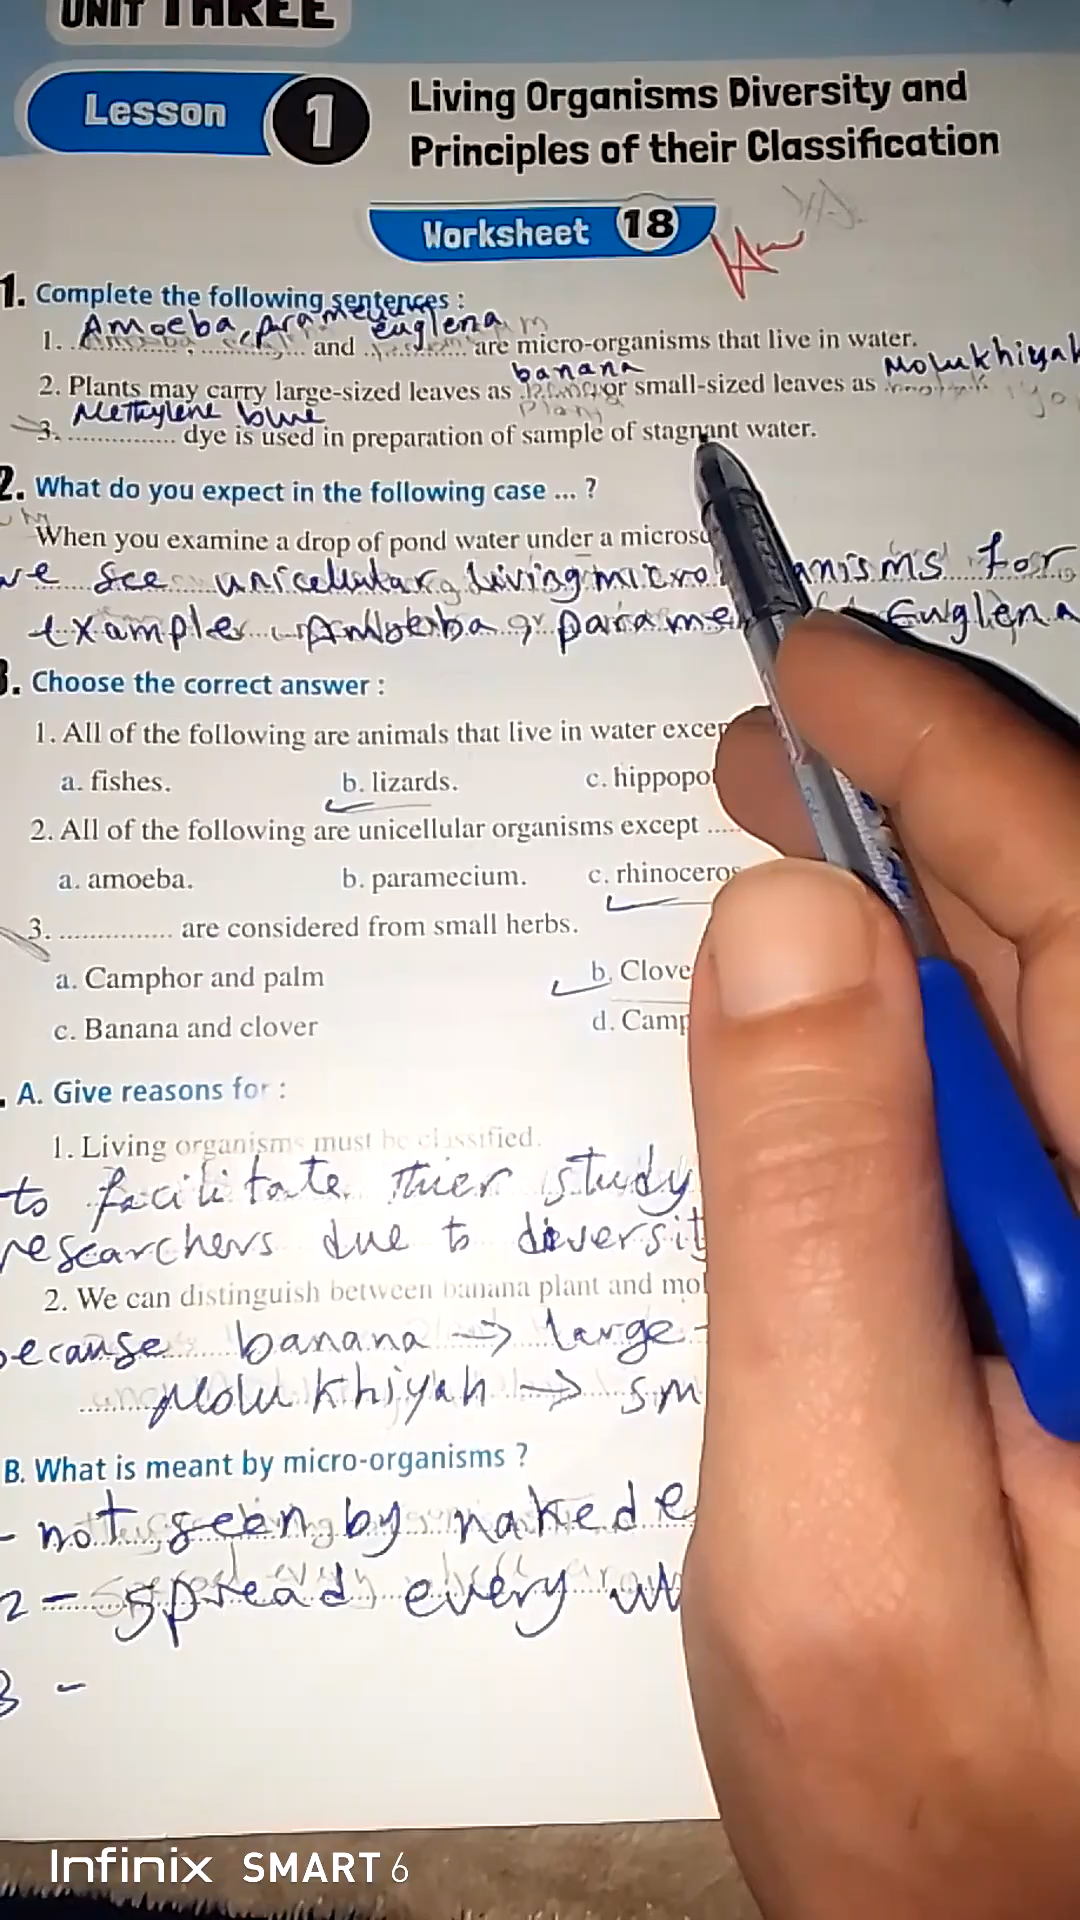 UNIT THREE
Lesson 1
Living Organisms Diversity and
Principles of their Classification
Worksheet 18
1. Complete the following sentences :
Amoeba, paramecium euglena
1. .......... , .......... and .......... are micro-organisms that live in water.
banana Molukhiyah
2. Plants may carry large-sized leaves as .......... or small-sized leaves as ..........
Methylene blue
3. ............... dye is used in preparation of sample of stagnant water.
2. What do you expect in the following case ... ?
When you examine a drop of pond water under a
we see unicellular living micro anisms for
example Amoeba or Euglena
. Choose the correct answer :
1. All of the following are animals that live in water
a. fishes. b. lizards. c.
2. All of the following are unicellular organisms except .....
a. amoeba. b. paramecium. c. rhinoceros
3. ............... are considered from small herbs.
a. Camphor and palm b. Clove
c. Banana and clover d. Camp
A. Give reasons for :
1. Living organisms must be classified.
to facilitate thier study
researchers due to
2. We can distinguish between banana plant and
because banana → large
Molukhiyah → sm
B. What is meant by micro-organisms ?
- not seen by naked e
2 - spread every
3 -
Infinix SMART 6